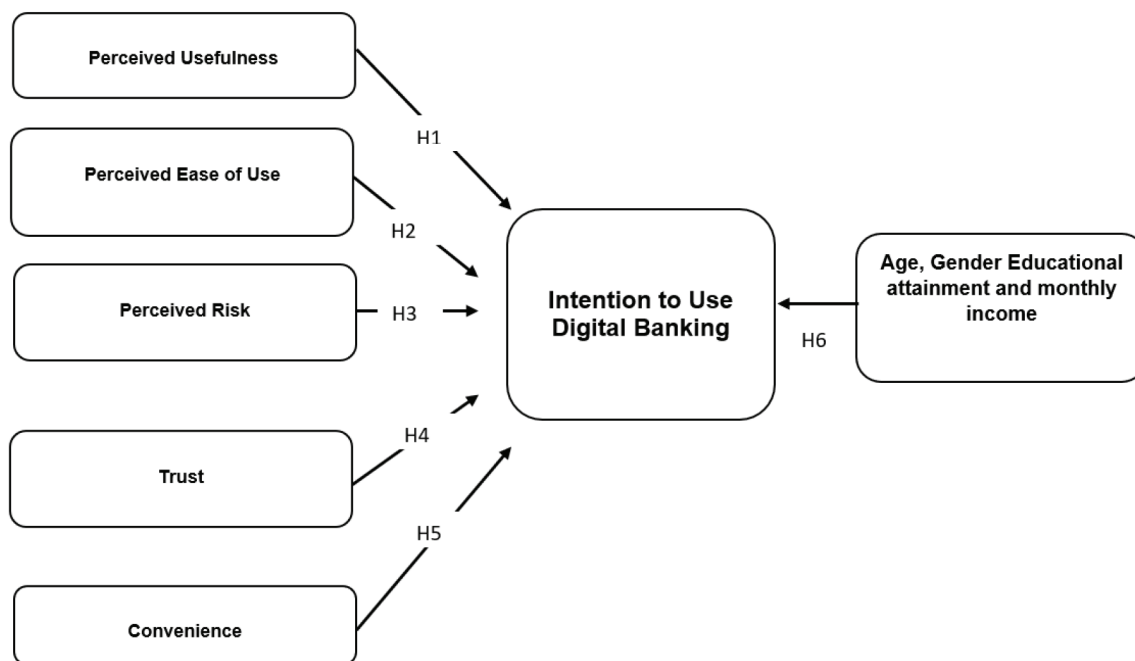 Perceived Usefulness
H1
Perceived Ease of Use
H2
Perceived Risk
H3
Trust
H4
Convenience
H5
Intention to Use
Digital Banking
H6
Age, Gender Educational
attainment and monthly
income